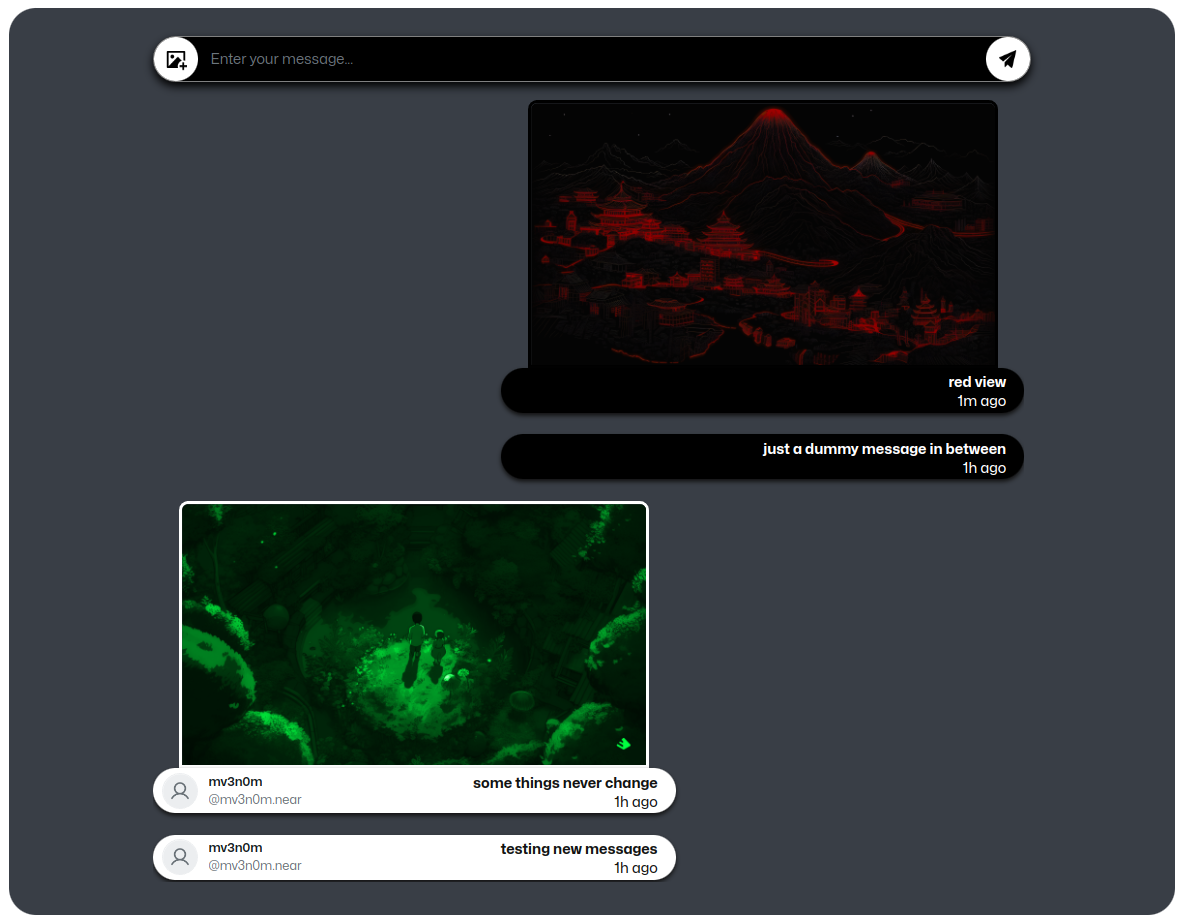 Enter your message...
red view
1m ago
just a dummy message in between
1h ago
mv3n0m
@mv3n0m.near
some things never change
1h ago
mv3n0m
@mv3n0m.near
testing new messages
1h ago